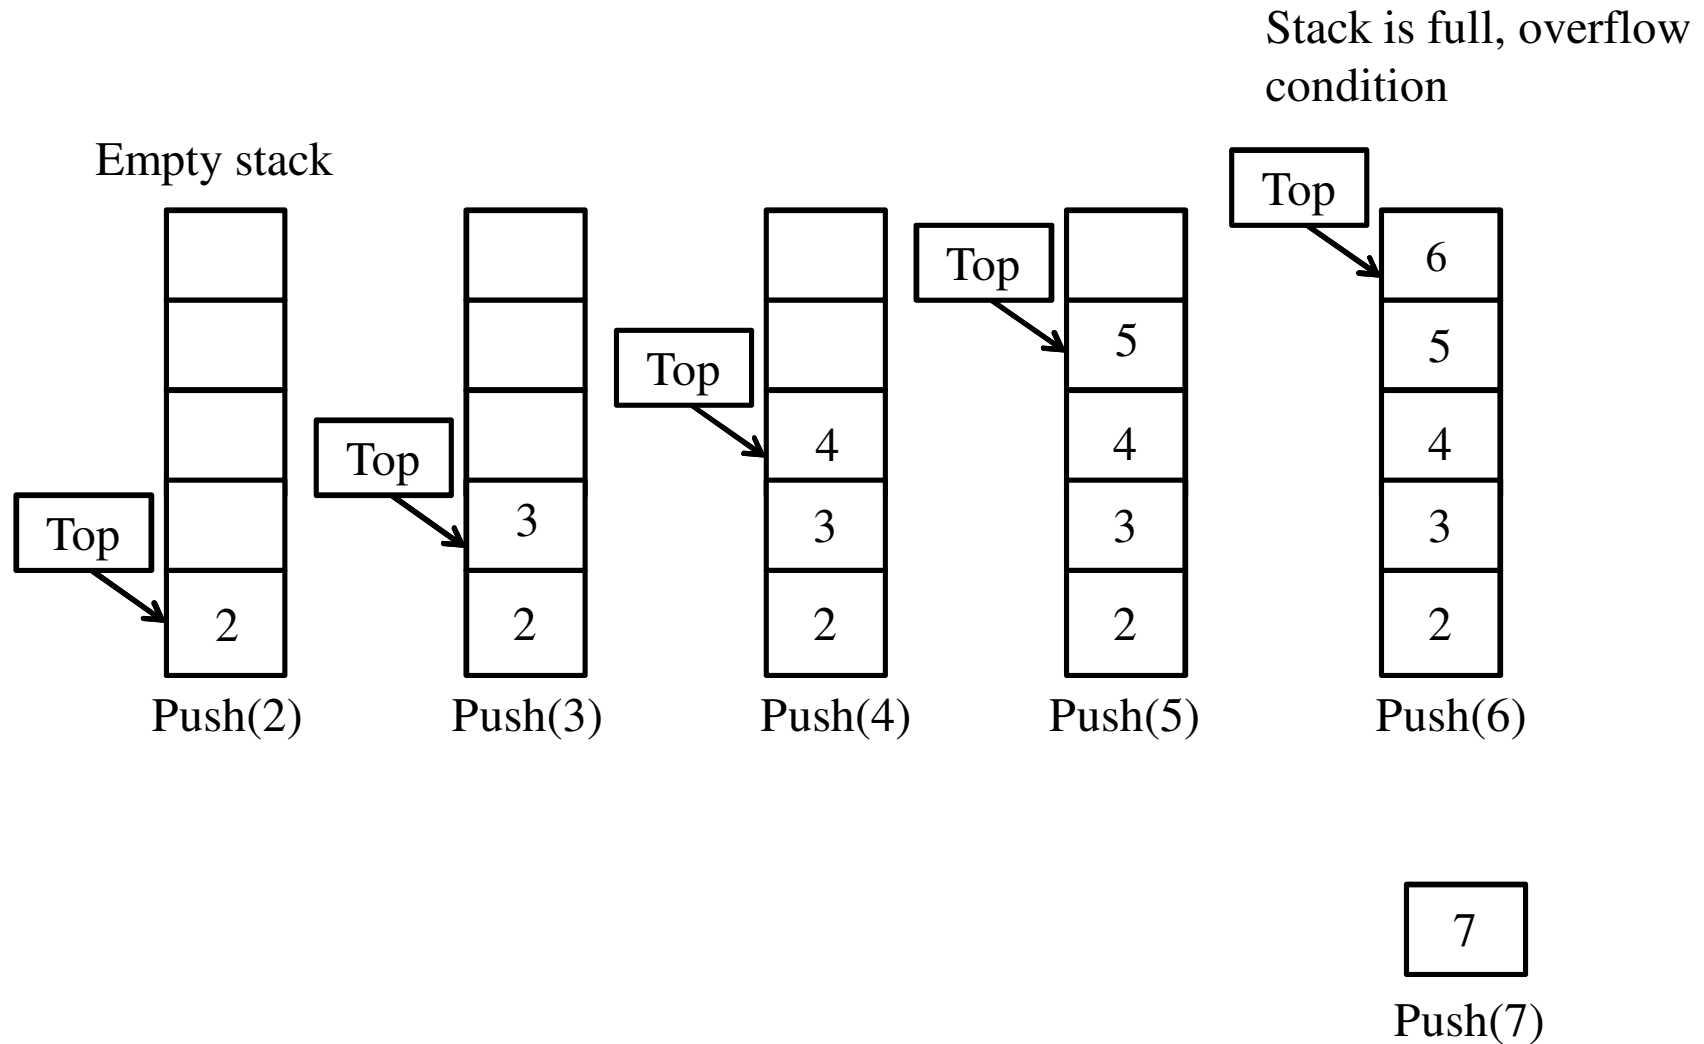 Stack is full, overflow
condition
Empty stack
Top
2
Push(2)
Top
3
2
Push(3)
Top
4
3
2
Push(4)
Top
5
4
3
2
Push(5)
Top
6
5
4
3
2
Push(6)
7
Push(7)